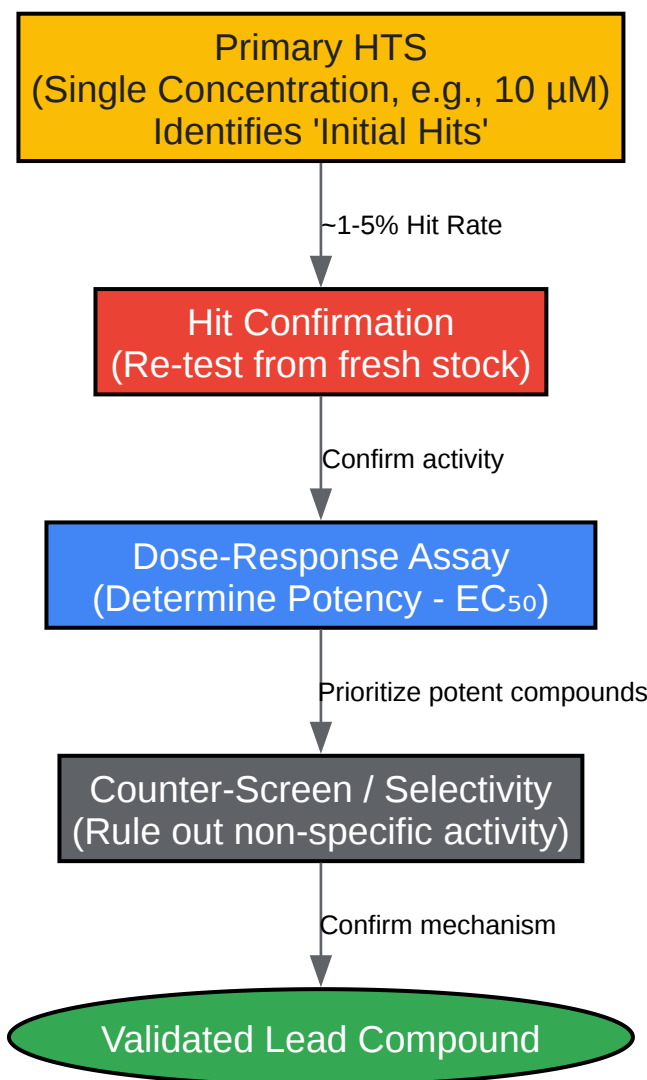 Primary HTS
(Single Concentration, e.g., 10 µM)
Identifies 'Initial Hits'
~1-5% Hit Rate
Hit Confirmation
(Re-test from fresh stock)
Confirm activity
Dose-Response Assay
(Determine Potency - EC₅₀)
Prioritize potent compounds
Counter-Screen / Selectivity
(Rule out non-specific activity)
Confirm mechanism
Validated Lead Compound